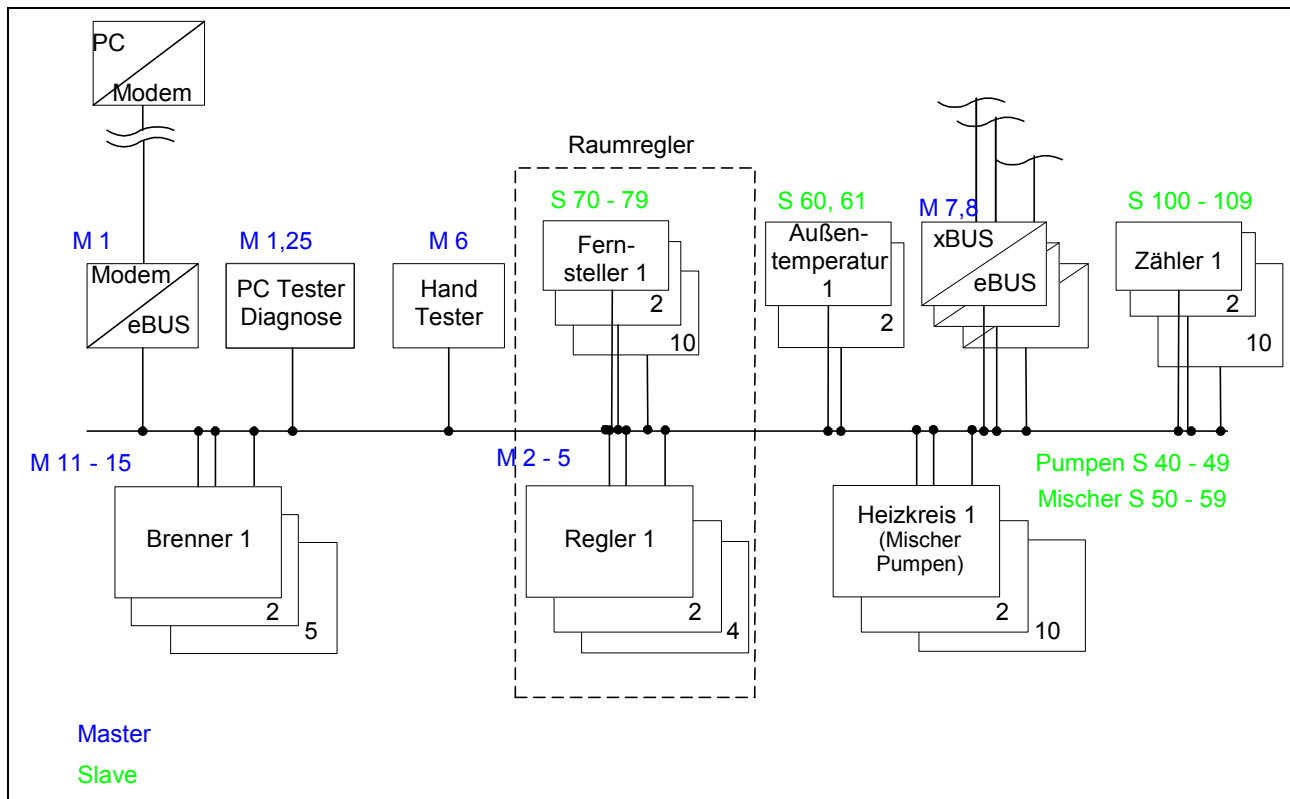 PC
Modem
Raumregler
M 1
Modem
eBUS
M 1,25
PC Tester
Diagnose
M 6
Hand
Tester
S 70 - 79
Fern-
steller 1
2
10
S 60, 61
Außen-
temperatur
1
2
M 7,8
xBUS
eBUS
S 100 - 109
Zähler 1
2
10
M 11 - 15
Brenner 1
2
5
M 2 - 5
Regler 1
2
4
Heizkreis 1
(Mischer
Pumpen)
2
10
Pumpen S 40 - 49
Mischer S 50 - 59
Master
Slave